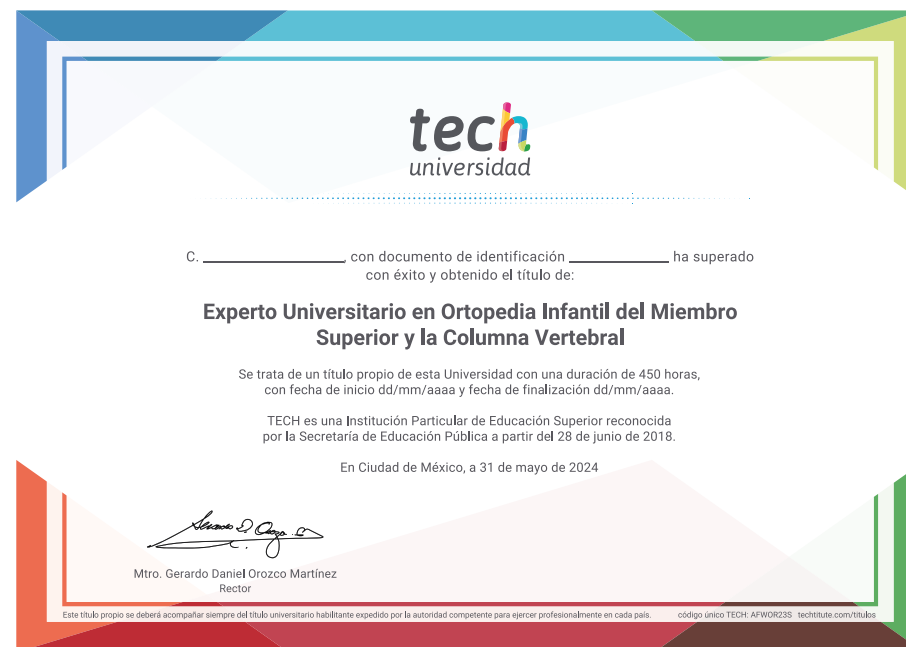 tech
universidad
C. ____________, con documento de identificación ____________ ha superado
con éxito y obtenido el título de:
Experto Universitario en Ortopedia Infantil del Miembro
Superior y la Columna Vertebral
Se trata de un título propio de esta Universidad con una duración de 450 horas,
con fecha de inicio dd/mm/aaaa y fecha de finalización dd/mm/aaaa.
TECH es una Institución Particular de Educación Superior reconocida
por la Secretaría de Educación Pública a partir del 28 de junio de 2018.
En Ciudad de México, a 31 de mayo de 2024
Mtro. Gerardo Daniel Orozco Martínez
Rector
Este título propio se deberá acompañar siempre del título universitario habilitante expedido por la autoridad competente para ejercer profesionalmente en cada país. código único TECH: AFWOR23S techtitute.com/titulos